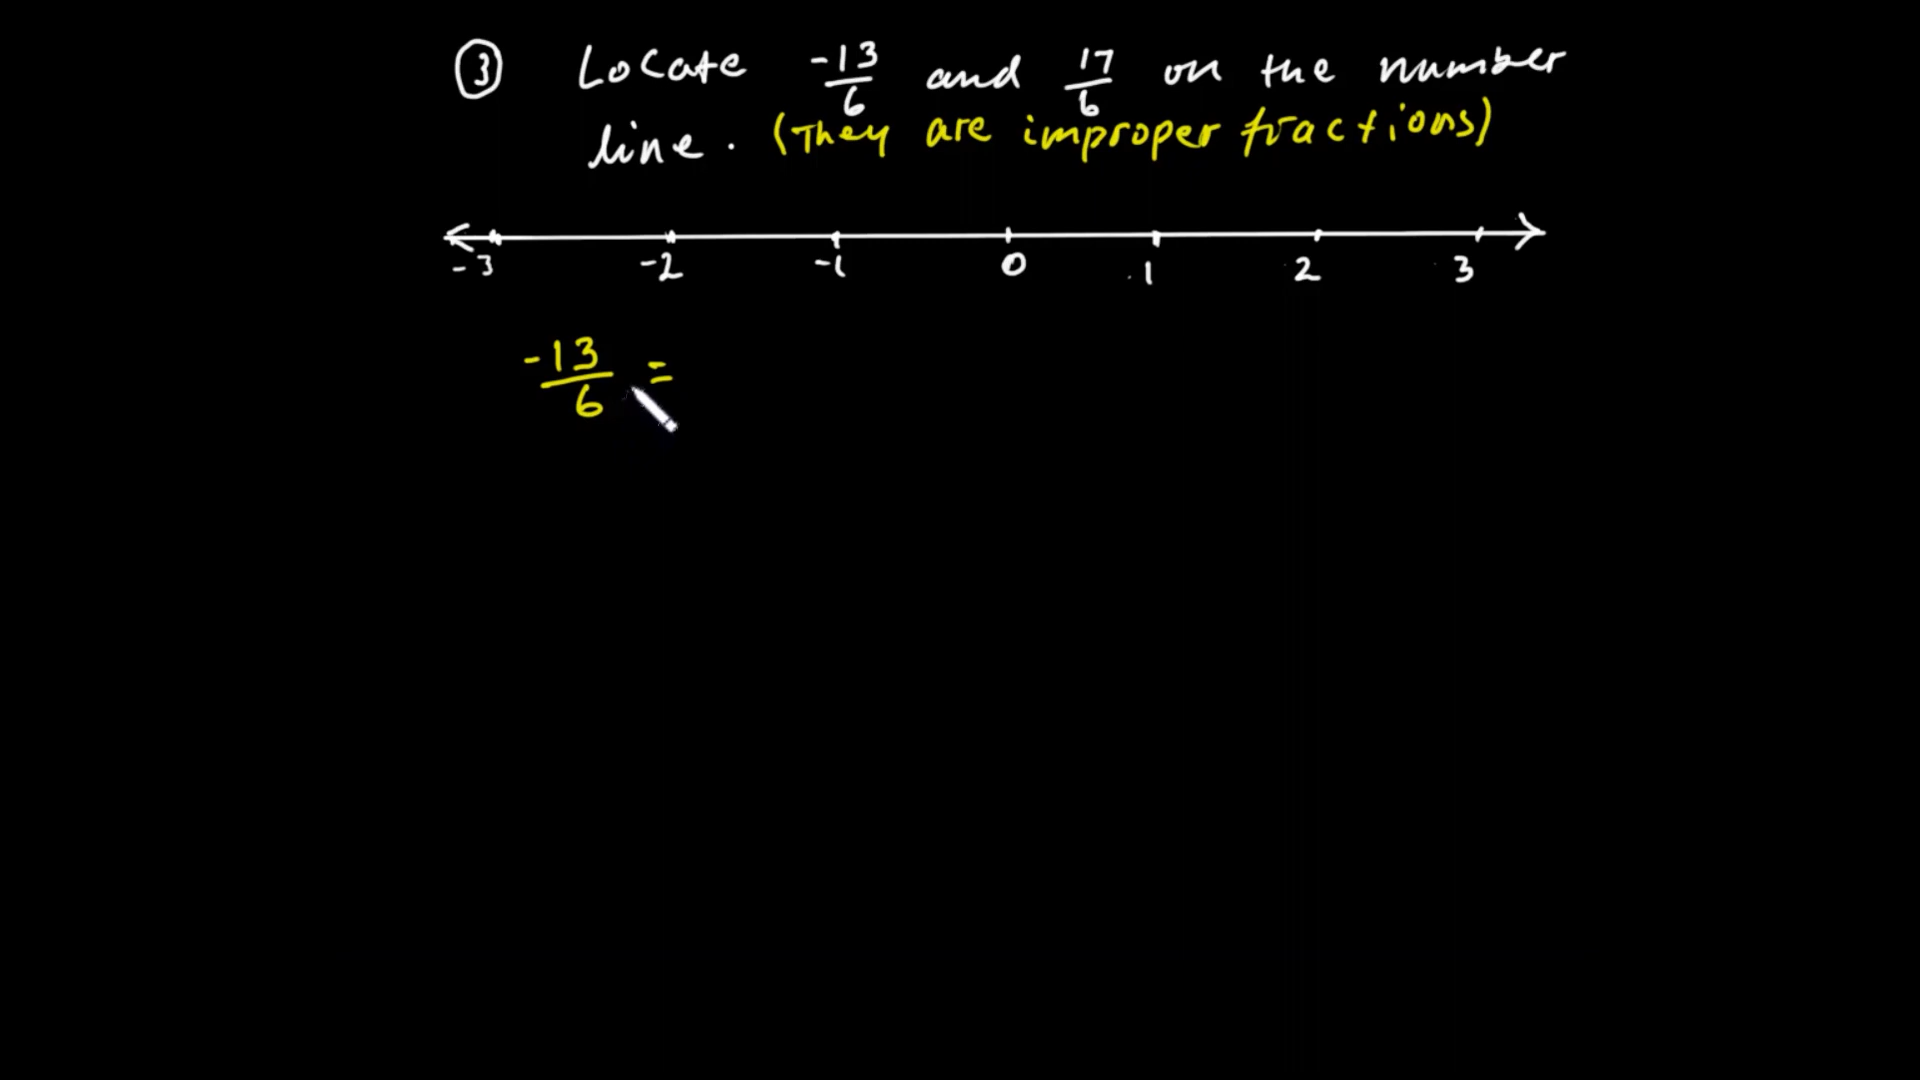 ③ Locate -13/6 and 17/6 on the number
line. (They are improper fractions)
-3 -2 -1 0 1 2 3
-13/6 =